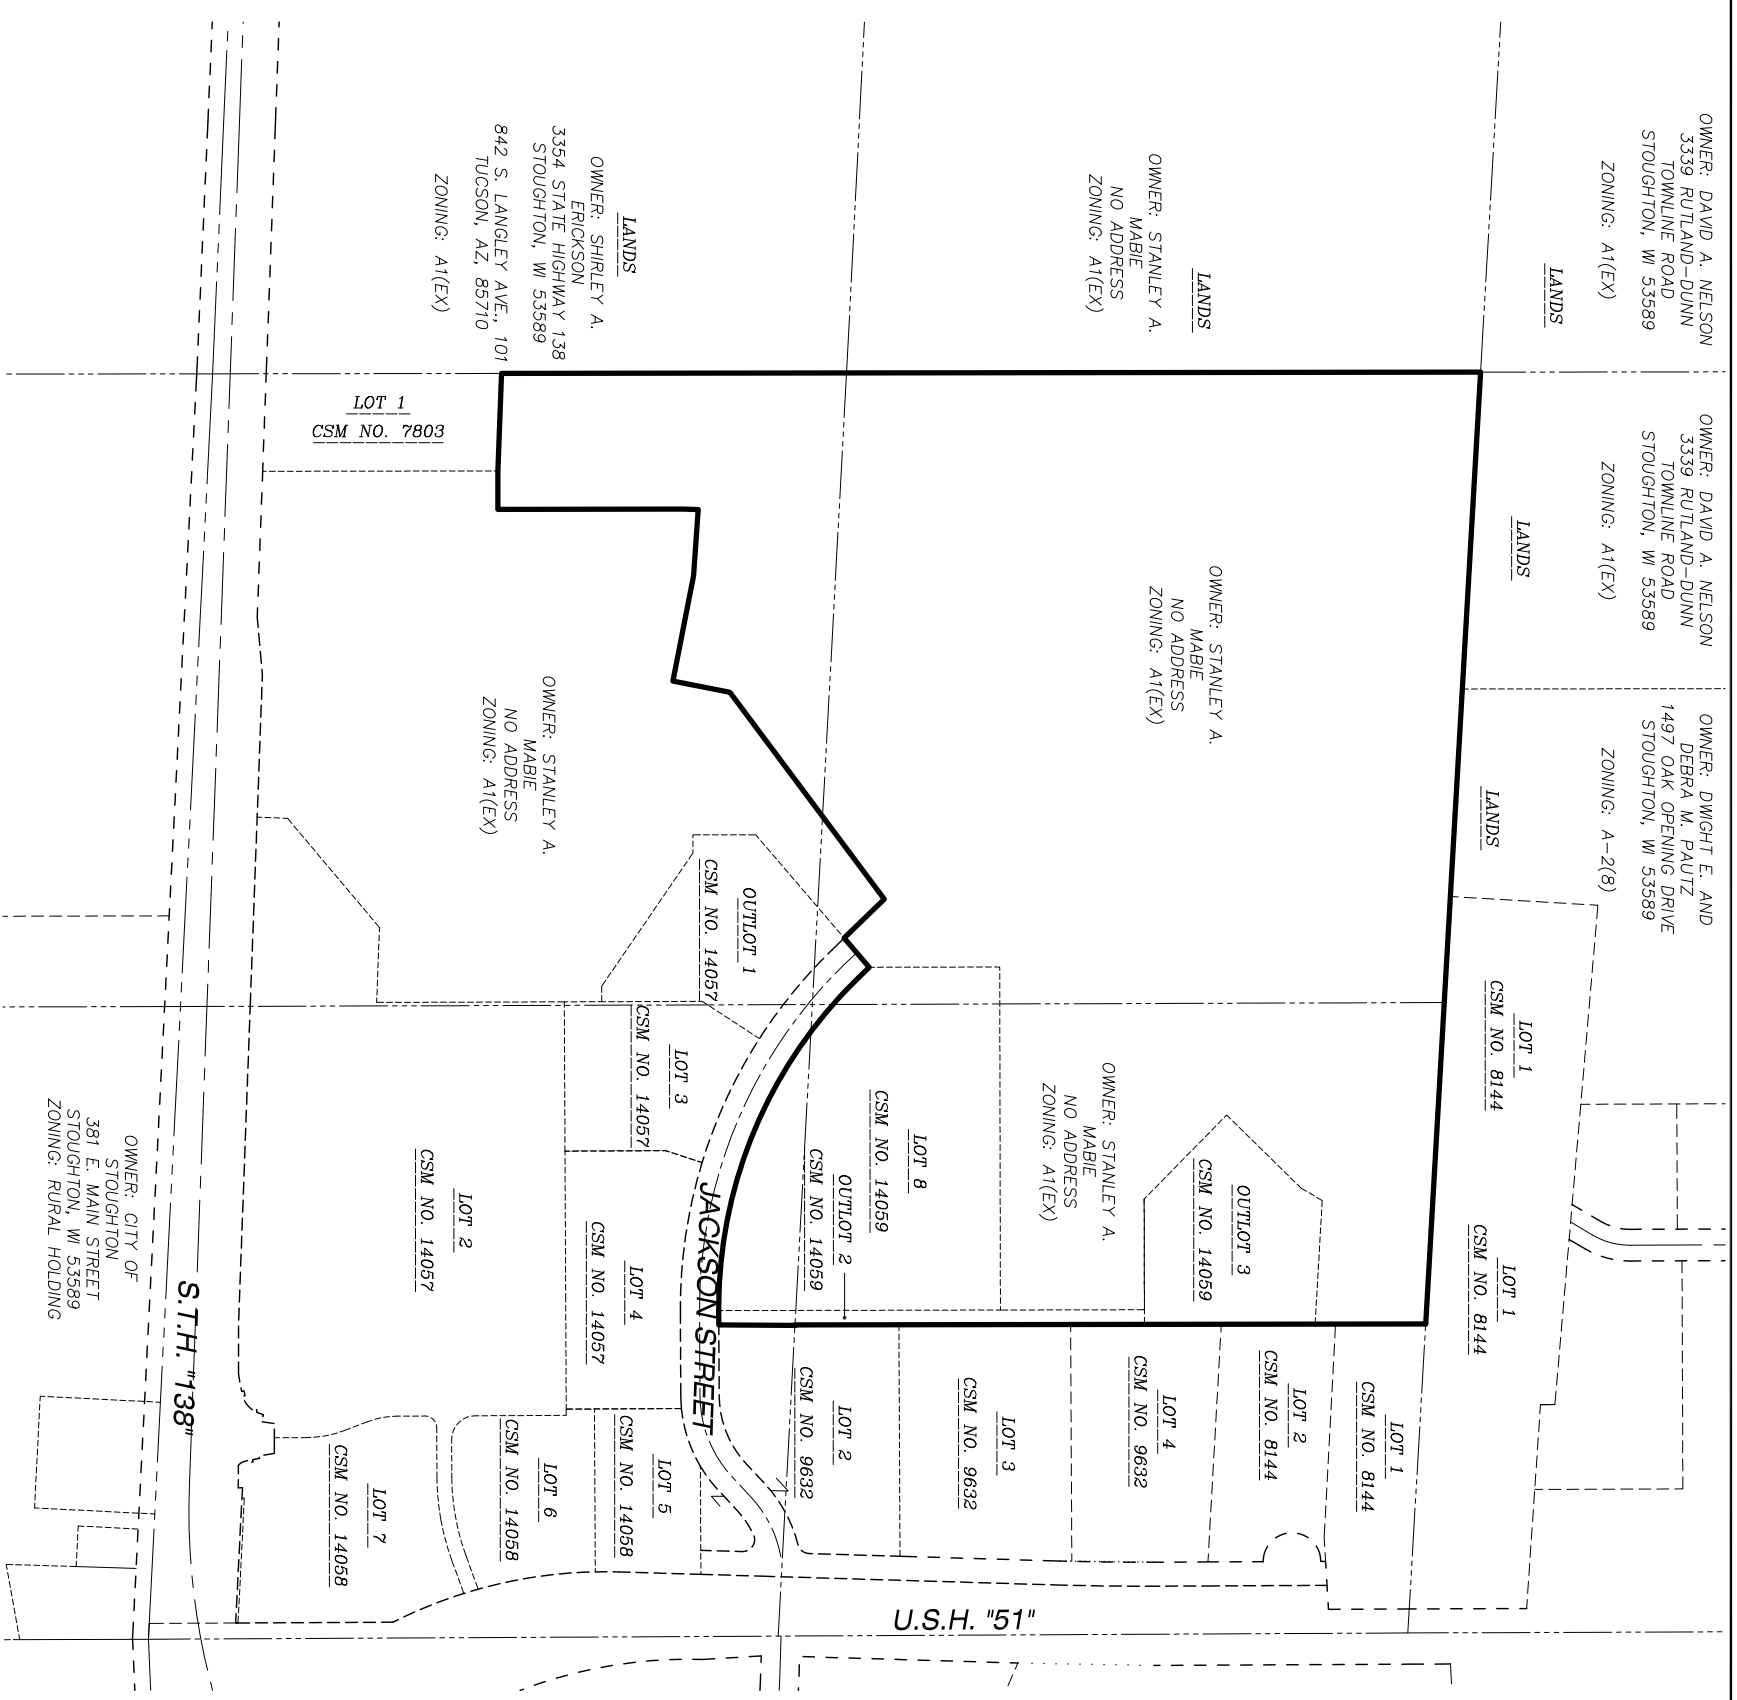 OWNER: DAVID A. NELSON
3339 RUTLAND-DUNN
TOWNLINE ROAD
STOUGHTON, WI 53589
ZONING: A1(EX)
LANDS
OWNER: DAVID A. NELSON
3339 RUTLAND-DUNN
TOWNLINE ROAD
STOUGHTON, WI 53589
ZONING: A1(EX)
LANDS
OWNER: DWIGHT E. AND
DEBRA M. PAUTZ
1497 OAK OPENING DRIVE
STOUGHTON, WI 53589
ZONING: A-2(8)
LANDS
LOT 1
CSM NO. 8144
LOT 1
CSM NO. 8144
LANDS
OWNER: STANLEY A.
MABIE
NO ADDRESS
ZONING: A1(EX)
OWNER: STANLEY A.
MABIE
NO ADDRESS
ZONING: A1(EX)
OWNER: STANLEY A.
MABIE
NO ADDRESS
ZONING: A1(EX)
OUTLOT 3
CSM NO. 14059
LOT 1
CSM NO. 8144
LOT 2
CSM NO. 8144
LOT 4
CSM NO. 9632
LOT 3
CSM NO. 9632
LOT 2
CSM NO. 9632
LOT 8
CSM NO. 14059
OUTLOT 2
CSM NO. 14059
LANDS
OWNER: SHIRLEY A.
ERICKSON
3354 STATE HIGHWAY 138
STOUGHTON, WI 53589
842 S. LANGLEY AVE., 101
TUCSON, AZ, 85710
ZONING: A1(EX)
LOT 1
CSM NO. 7803
OWNER: STANLEY A.
MABIE
NO ADDRESS
ZONING: A1(EX)
OUTLOT 1
CSM NO. 14057
LOT 3
CSM NO. 14057
JACKSON STREET
LOT 4
CSM NO. 14057
LOT 2
CSM NO. 14057
LOT 5
CSM NO. 14058
LOT 6
CSM NO. 14058
LOT 7
CSM NO. 14058
U.S.H. "51"
S.T.H. "138"
OWNER: CITY OF
STOUGHTON
381 E. MAIN STREET
STOUGHTON, WI 53589
ZONING: RURAL HOLDING